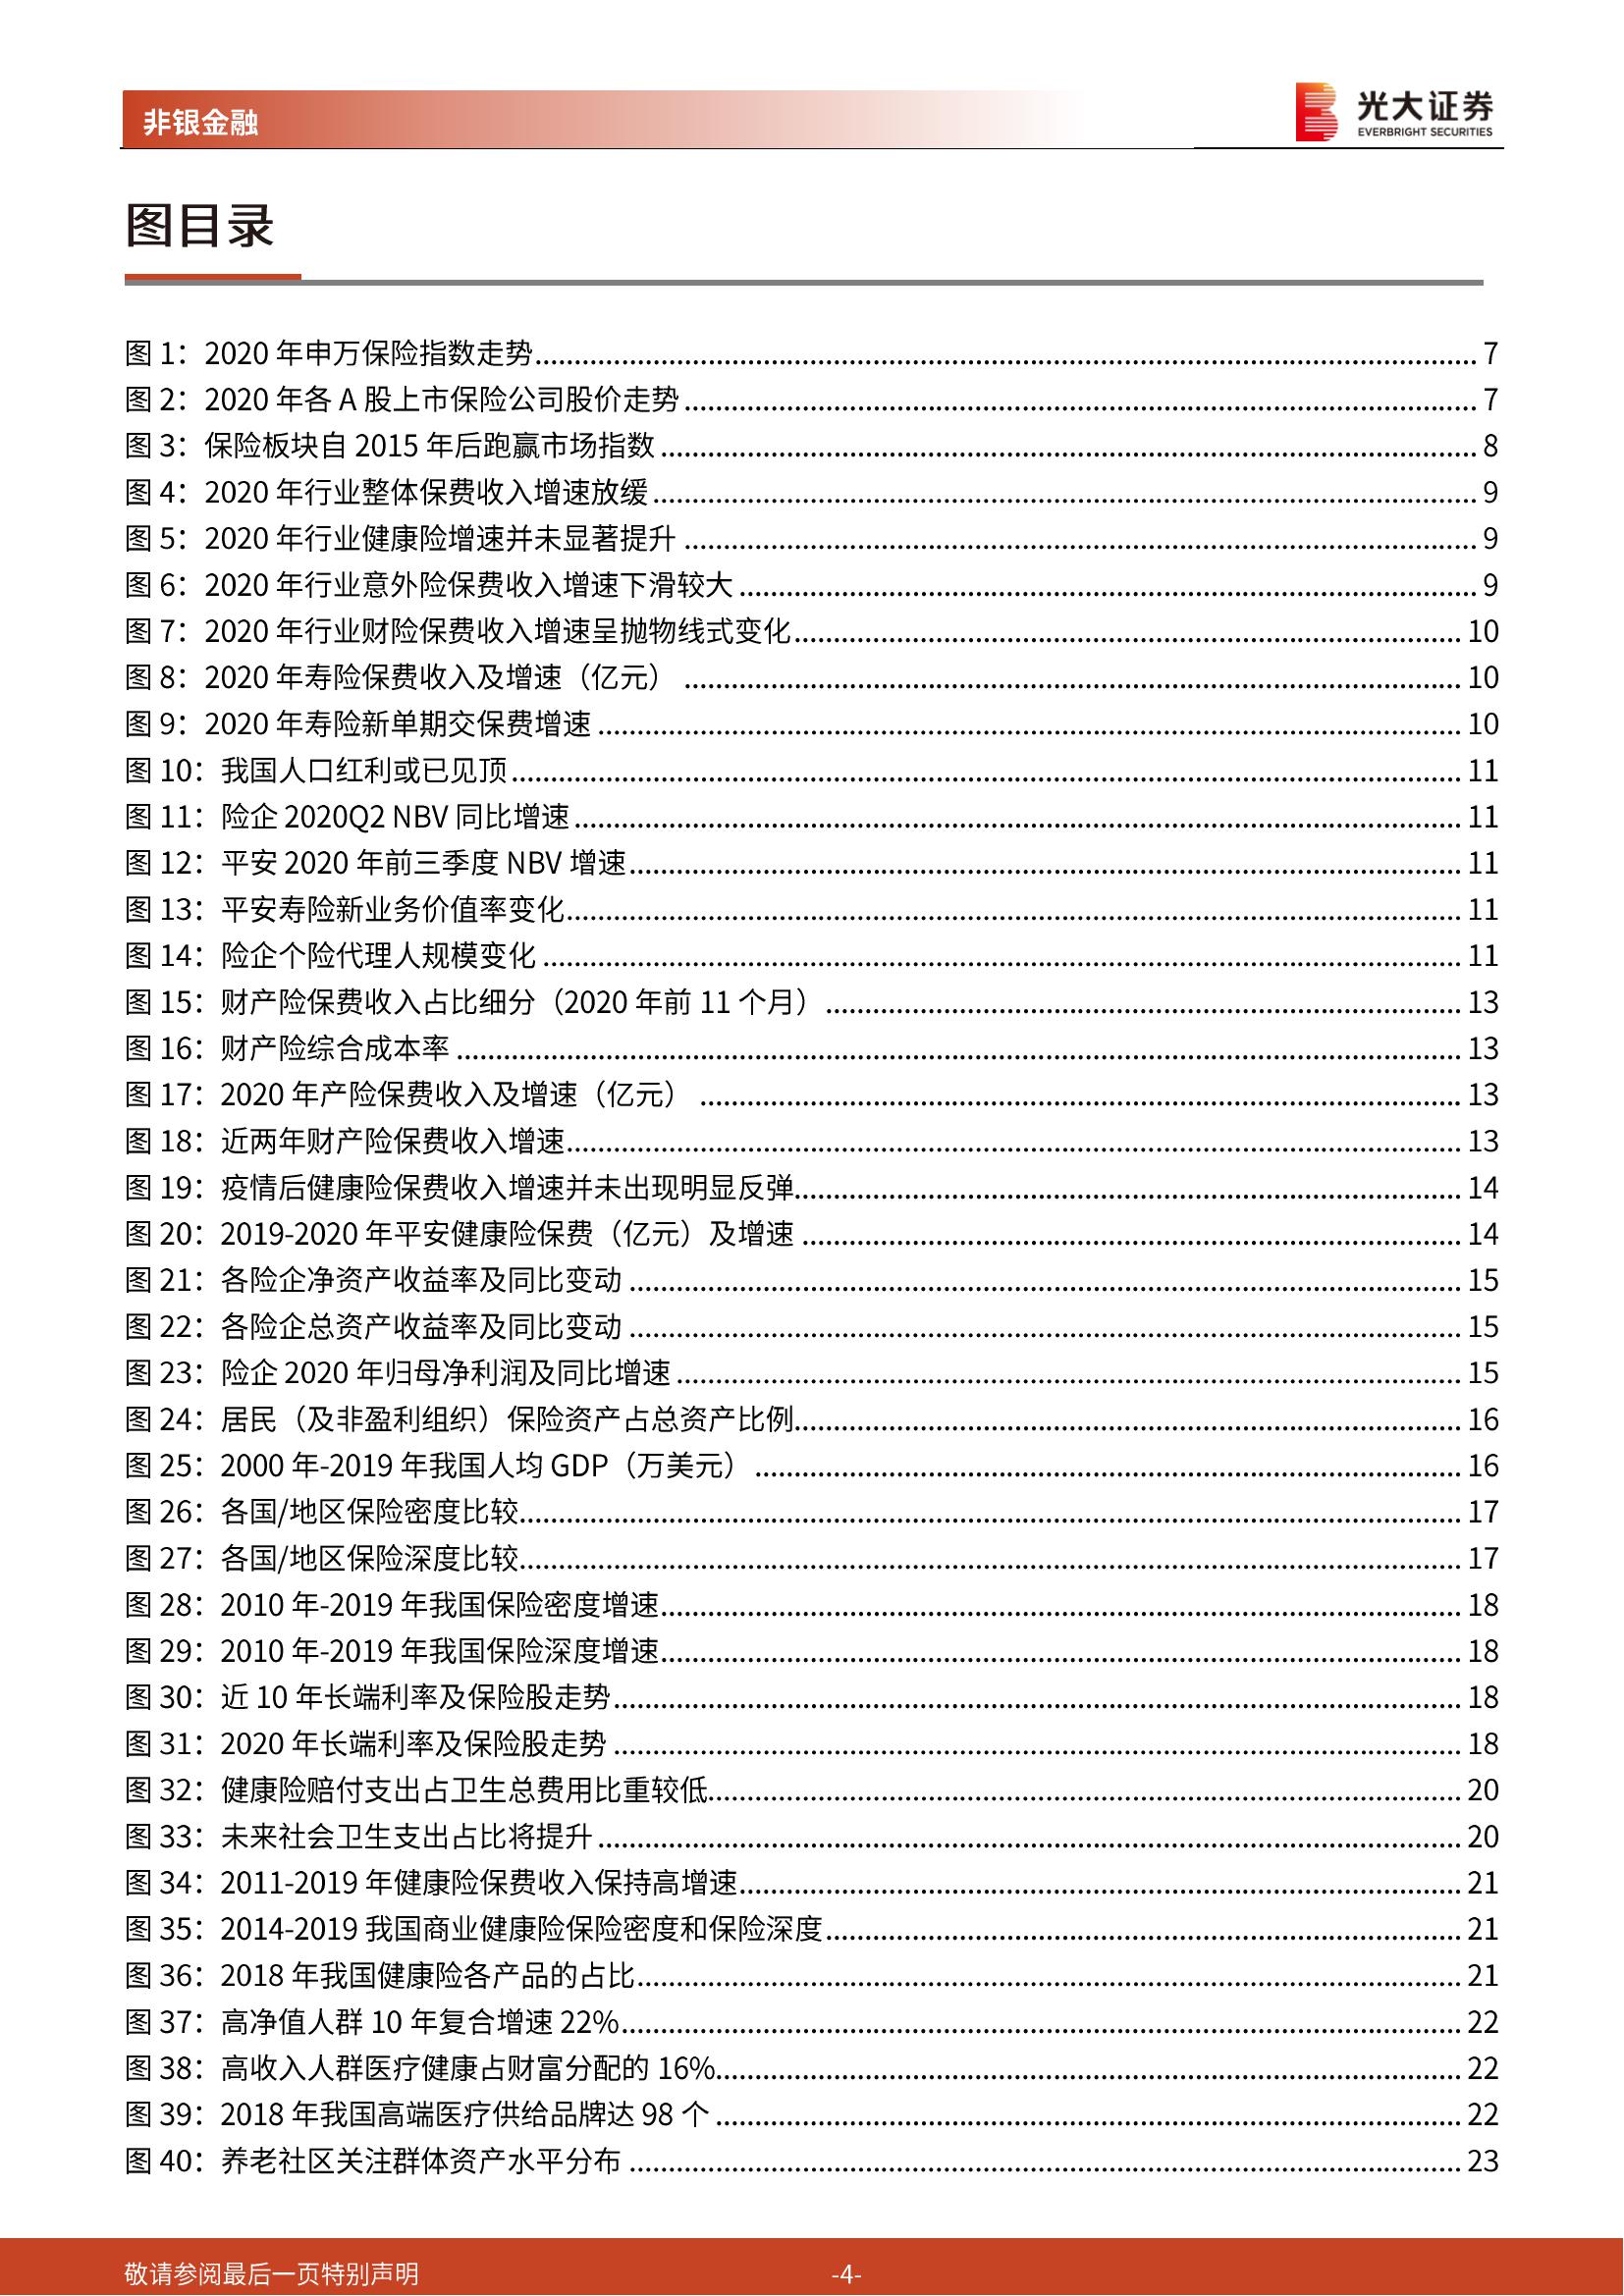 非银金融
光大证券
EVERBRIGHT SECURITIES
图目录
图 1：2020 年申万保险指数走势 7
图 2：2020 年各 A 股上市保险公司股价走势 7
图 3：保险板块自 2015 年后跑赢市场指数 8
图 4：2020 年行业整体保费收入增速放缓 9
图 5：2020 年行业健康险增速并未显著提升 9
图 6：2020 年行业意外险保费收入增速下滑较大 9
图 7：2020 年行业财险保费收入增速呈抛物线式变化 10
图 8：2020 年寿险保费收入及增速（亿元） 10
图 9：2020 年寿险新单期交保费增速 10
图 10：我国人口红利或已见顶 11
图 11：险企 2020Q2 NBV 同比增速 11
图 12：平安 2020 年前三季度 NBV 增速 11
图 13：平安寿险新业务价值率变化 11
图 14：险企个险代理人规模变化 11
图 15：财产险保费收入占比细分（2020 年前 11 个月） 13
图 16：财产险综合成本率 13
图 17：2020 年产险保费收入及增速（亿元） 13
图 18：近两年财产险保费收入增速 13
图 19：疫情后健康险保费收入增速并未出现明显反弹 14
图 20：2019-2020 年平安健康险保费（亿元）及增速 14
图 21：各险企净资产收益率及同比变动 15
图 22：各险企总资产收益率及同比变动 15
图 23：险企 2020 年归母净利润及同比增速 15
图 24：居民（及非盈利组织）保险资产占总资产比例 16
图 25：2000 年-2019 年我国人均 GDP（万美元） 16
图 26：各国/地区保险密度比较 17
图 27：各国/地区保险深度比较 17
图 28：2010 年-2019 年我国保险密度增速 18
图 29：2010 年-2019 年我国保险深度增速 18
图 30：近 10 年长端利率及保险股走势 18
图 31：2020 年长端利率及保险股走势 18
图 32：健康险赔付支出占卫生总费用比重较低 20
图 33：未来社会卫生支出占比将提升 20
图 34：2011-2019 年健康险保费收入保持高增速 21
图 35：2014-2019 我国商业健康险保险密度和保险深度 21
图 36：2018 年我国健康险各产品的占比 21
图 37：高净值人群 10 年复合增速 22% 22
图 38：高收入人群医疗健康占财富分配的 16% 22
图 39：2018 年我国高端医疗供给品牌达 98 个 22
图 40：养老社区关注群体资产水平分布 23
敬请参阅最后一页特别声明 -4-